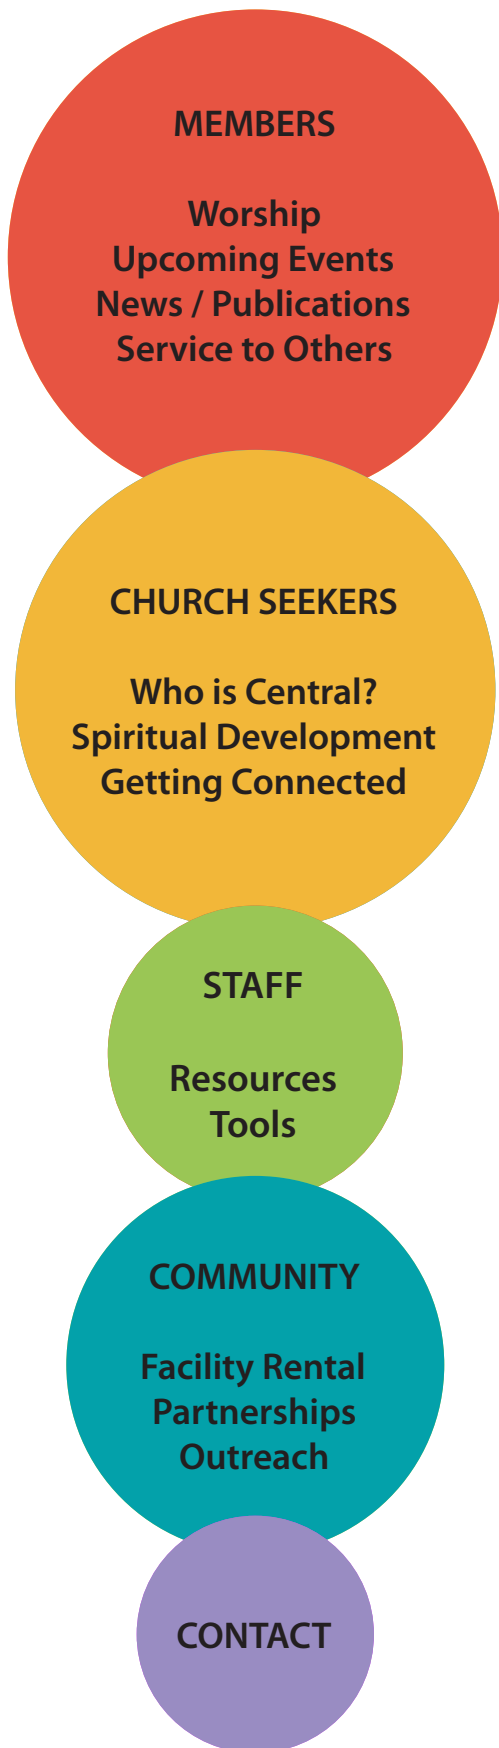 MEMBERS
Worship
Upcoming Events
News / Publications
Service to Others
CHURCH SEEKERS
Who is Central?
Spiritual Development
Getting Connected
STAFF
Resources
Tools
COMMUNITY
Facility Rental
Partnerships
Outreach
CONTACT